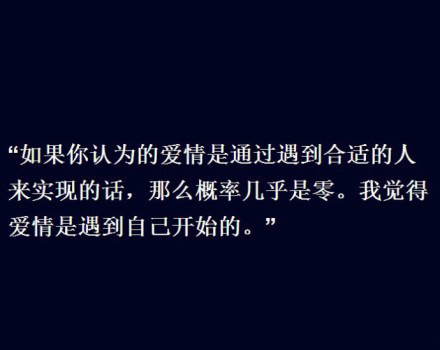 “如果你认为的爱情是通过遇到合适的人
来实现的话，那么概率几乎是零。我觉得
爱情是遇到自己开始的。”